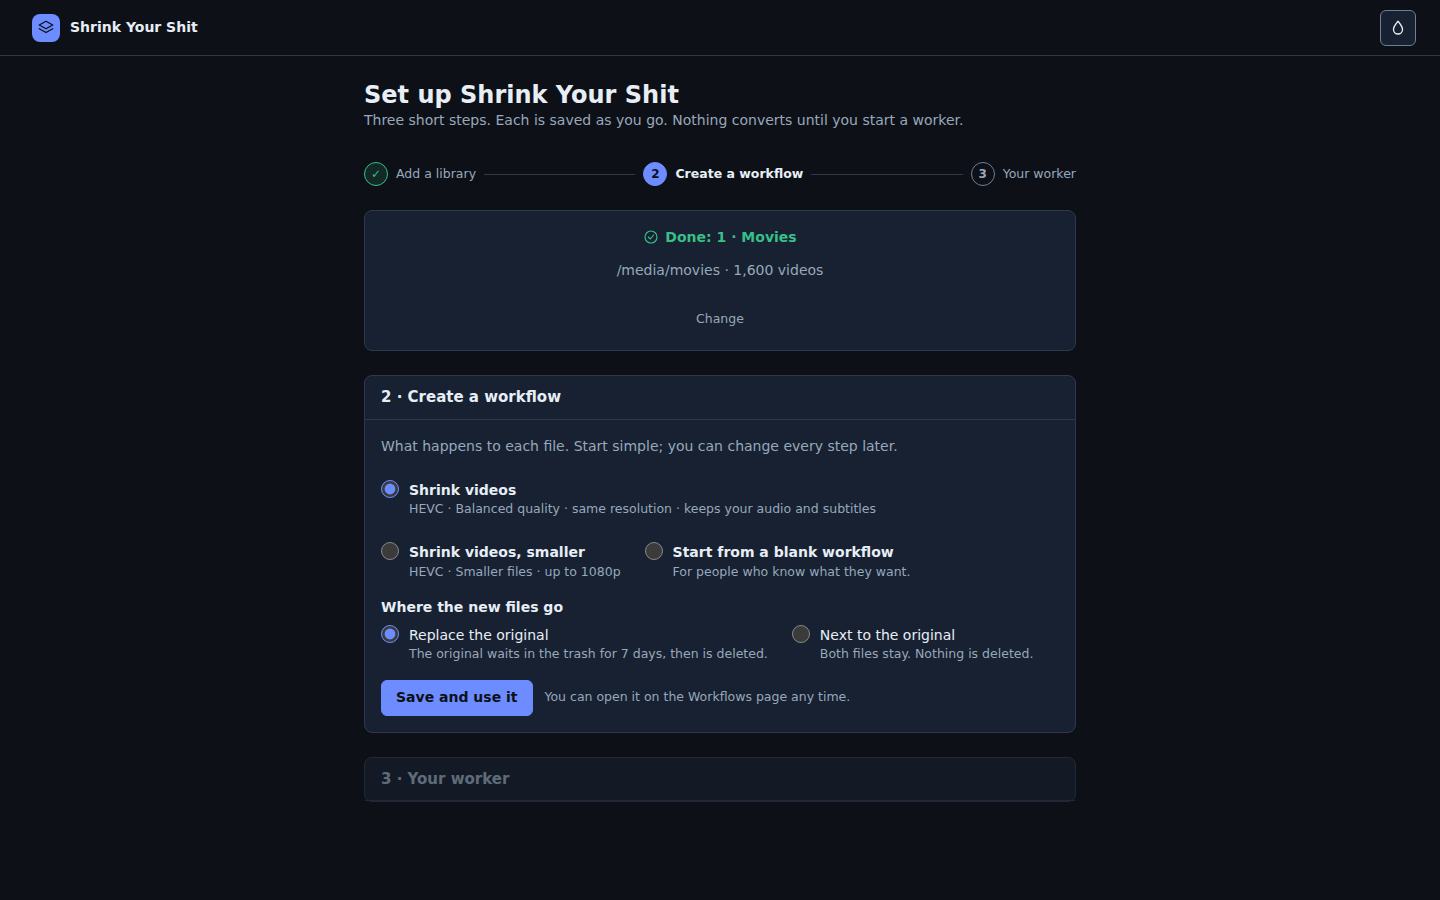 Shrink Your Shit
Set up Shrink Your Shit
Three short steps. Each is saved as you go. Nothing converts until you start a worker.
✓ Add a library
2 Create a workflow
3 Your worker
Done: 1 · Movies
/media/movies · 1,600 videos
Change
2 · Create a workflow
What happens to each file. Start simple; you can change every step later.
Shrink videos
HEVC · Balanced quality · same resolution · keeps your audio and subtitles
Shrink videos, smaller
HEVC · Smaller files · up to 1080p
Start from a blank workflow
For people who know what they want.
Where the new files go
Replace the original
The original waits in the trash for 7 days, then is deleted.
Next to the original
Both files stay. Nothing is deleted.
Save and use it
You can open it on the Workflows page any time.
3 · Your worker